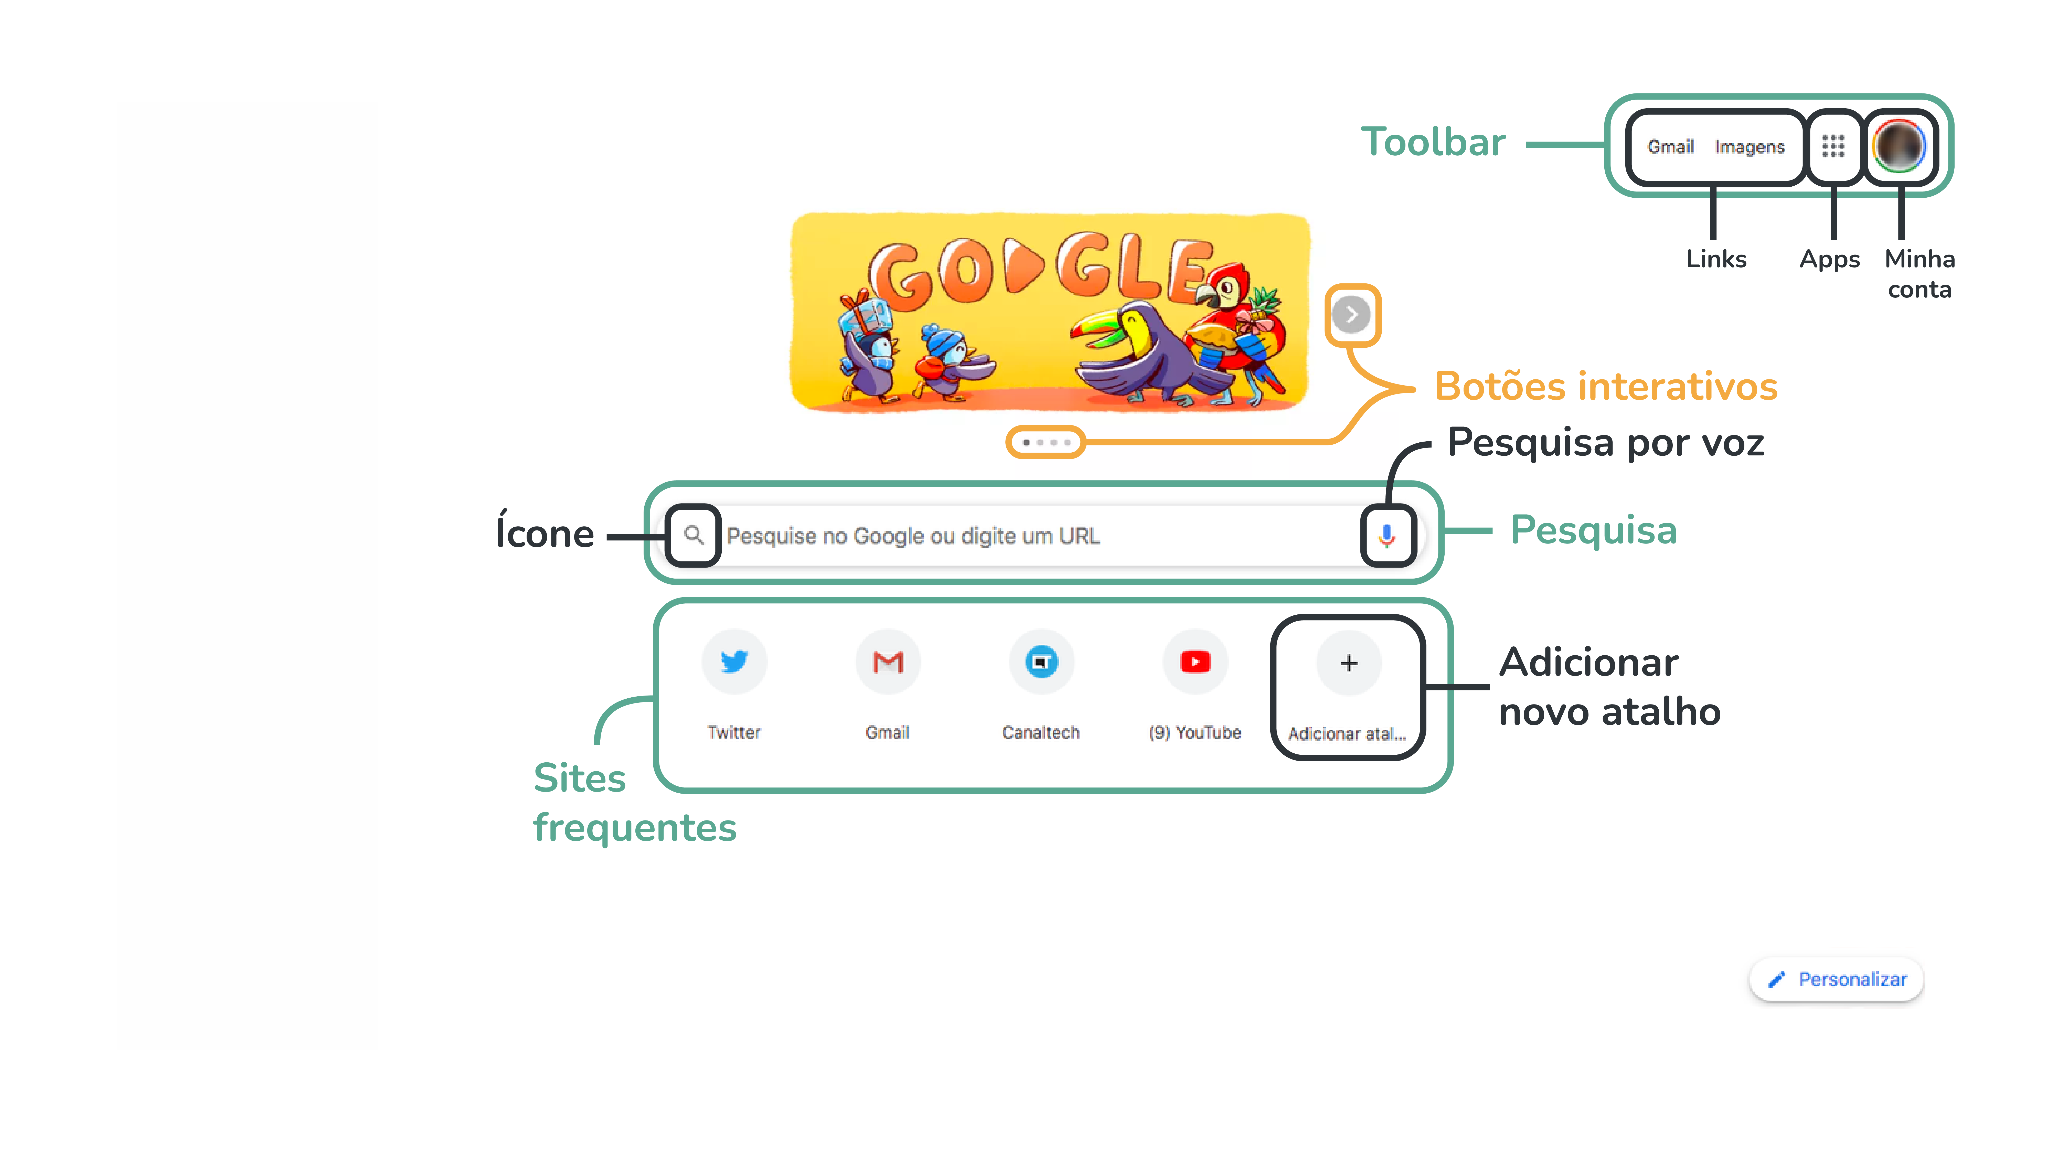 Toolbar
Gmail Imagens
Links
Apps
Minha
conta
GOOGLE
Botões interativos
Pesquisa por voz
Ícone
Pesquise no Google ou digite um URL
Pesquisa
Twitter
Gmail
Canaltech
(9) YouTube
Adicionar atal...
Adicionar
novo atalho
Sites
frequentes
Personalizar